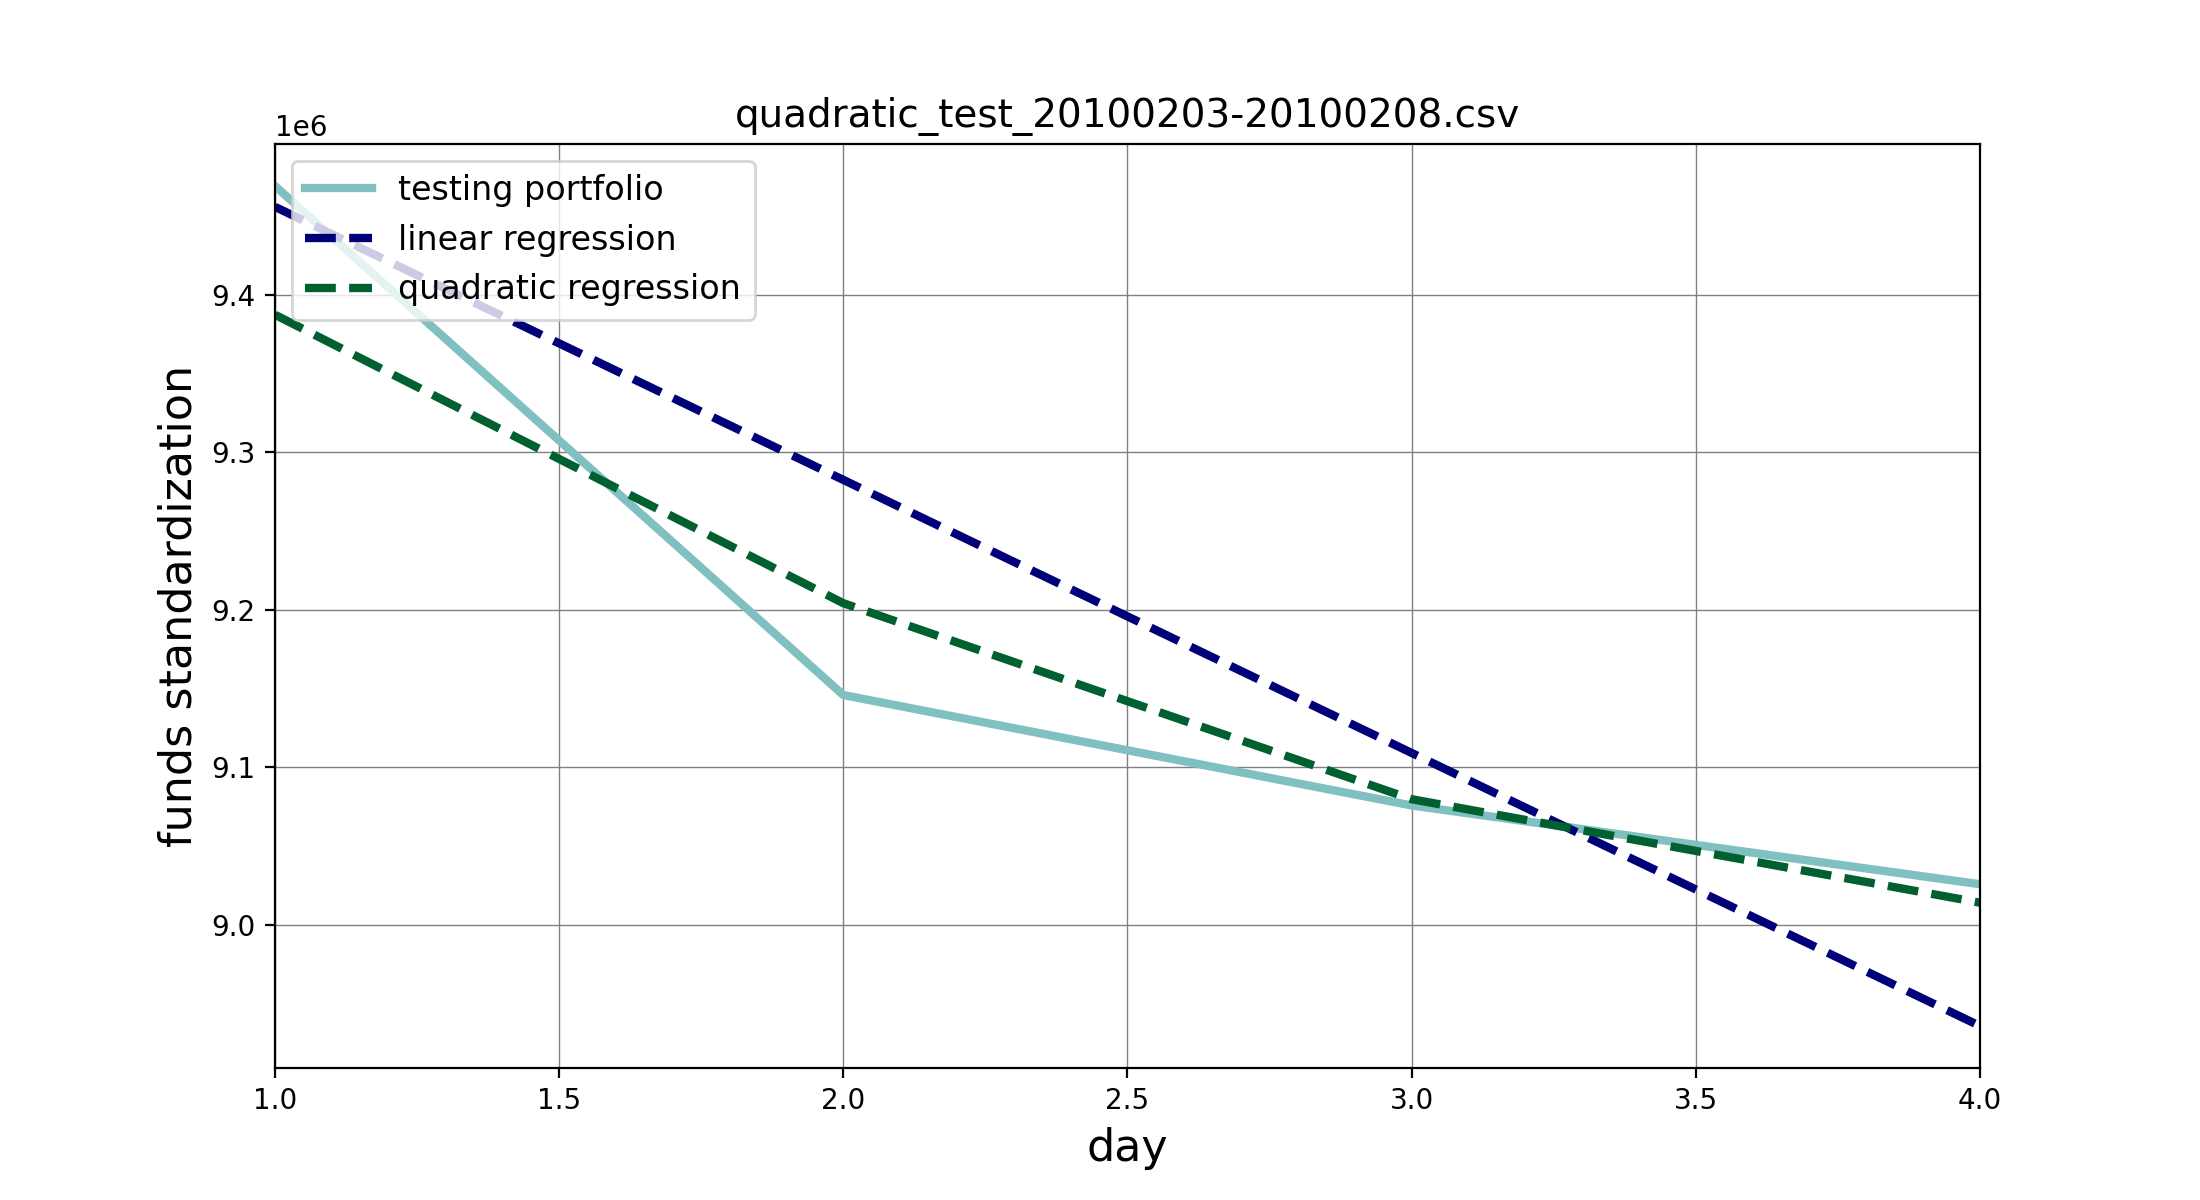 quadratic_test_20100203-20100208.csv
1e6
testing portfolio
linear regression
quadratic regression
funds standardization
9.4
9.3
9.2
9.1
9.0
1.0 1.5 2.0 2.5 3.0 3.5 4.0
day